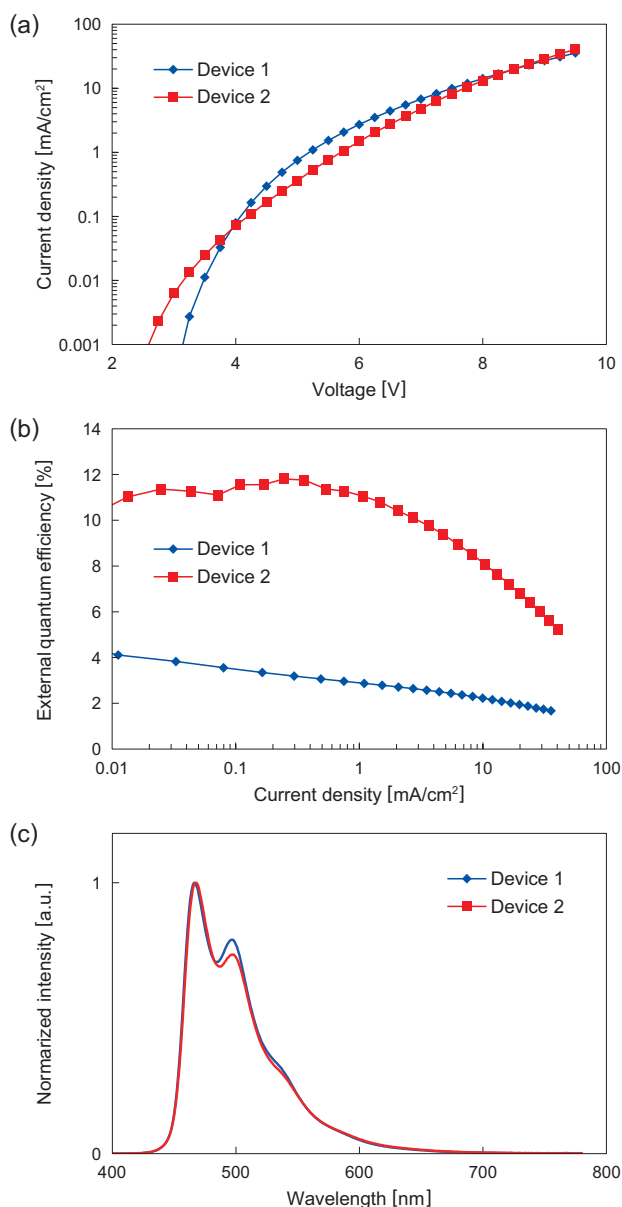 (a)
100
10
1
0.1
0.01
0.001
Current density [mA/cm²]
Device 1
Device 2
2 4 6 8 10
Voltage [V]
(b)
14
12
10
8
6
4
2
0
External quantum efficiency [%]
Device 1
Device 2
0.01 0.1 1 10 100
Current density [mA/cm²]
(c)
1
0
Normarized intensity [a.u.]
Device 1
Device 2
400 500 600 700 800
Wavelength [nm]